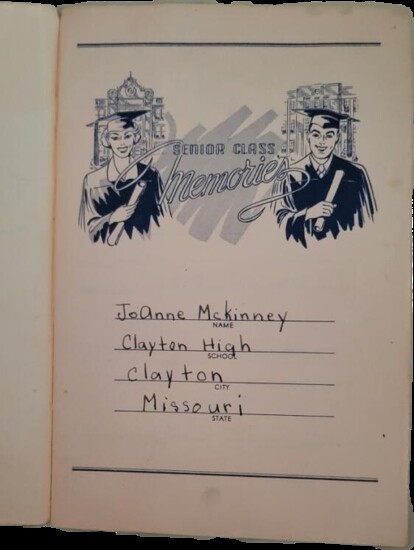 SENIOR CLASS
Memories
JoAnne Mckinney
NAME
Clayton High
SCHOOL
Clayton
CITY
Missouri
STATE